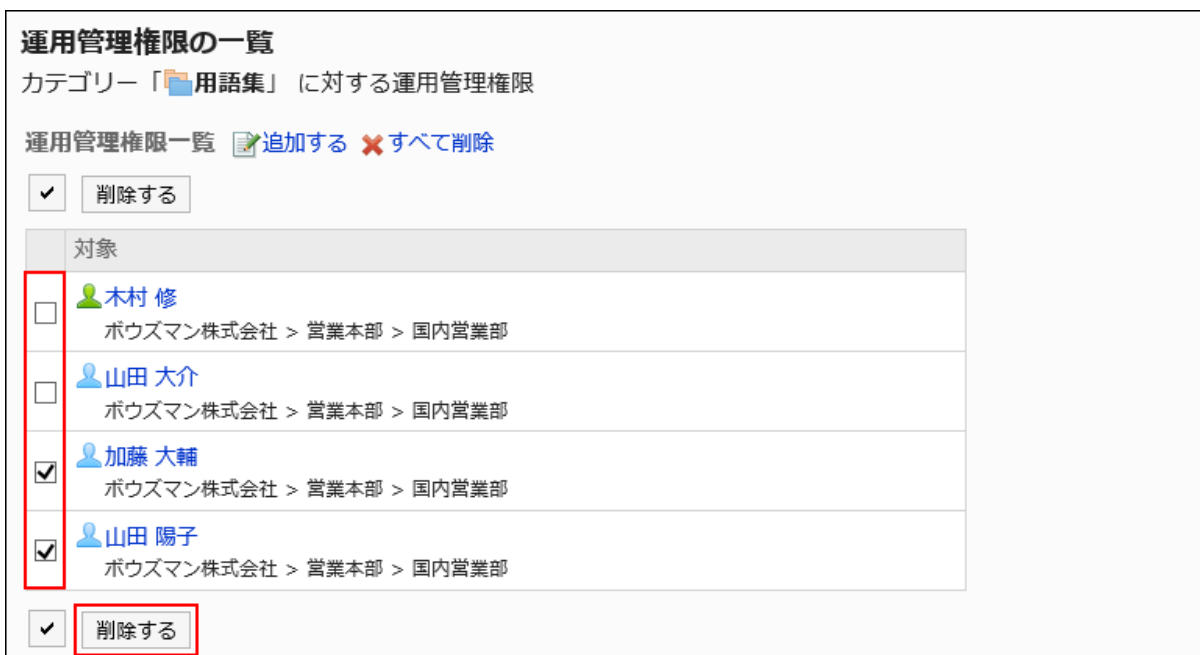 運用管理権限の一覧
カテゴリー「用語集」 に対する運用管理権限
運用管理権限一覧 追加する すべて削除
削除する
対象
木村 修
ボウズマン株式会社 > 営業本部 > 国内営業部
山田 大介
ボウズマン株式会社 > 営業本部 > 国内営業部
加藤 大輔
ボウズマン株式会社 > 営業本部 > 国内営業部
山田 陽子
ボウズマン株式会社 > 営業本部 > 国内営業部
削除する